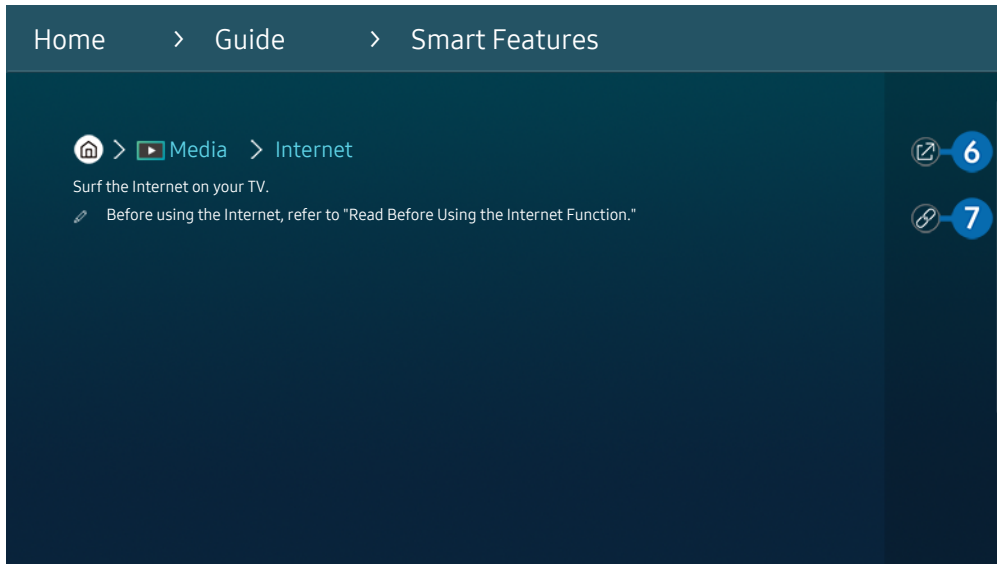 Home > Guide > Smart Features
> Media > Internet
6
Surf the Internet on your TV.
Before using the Internet, refer to "Read Before Using the Internet Function."
7